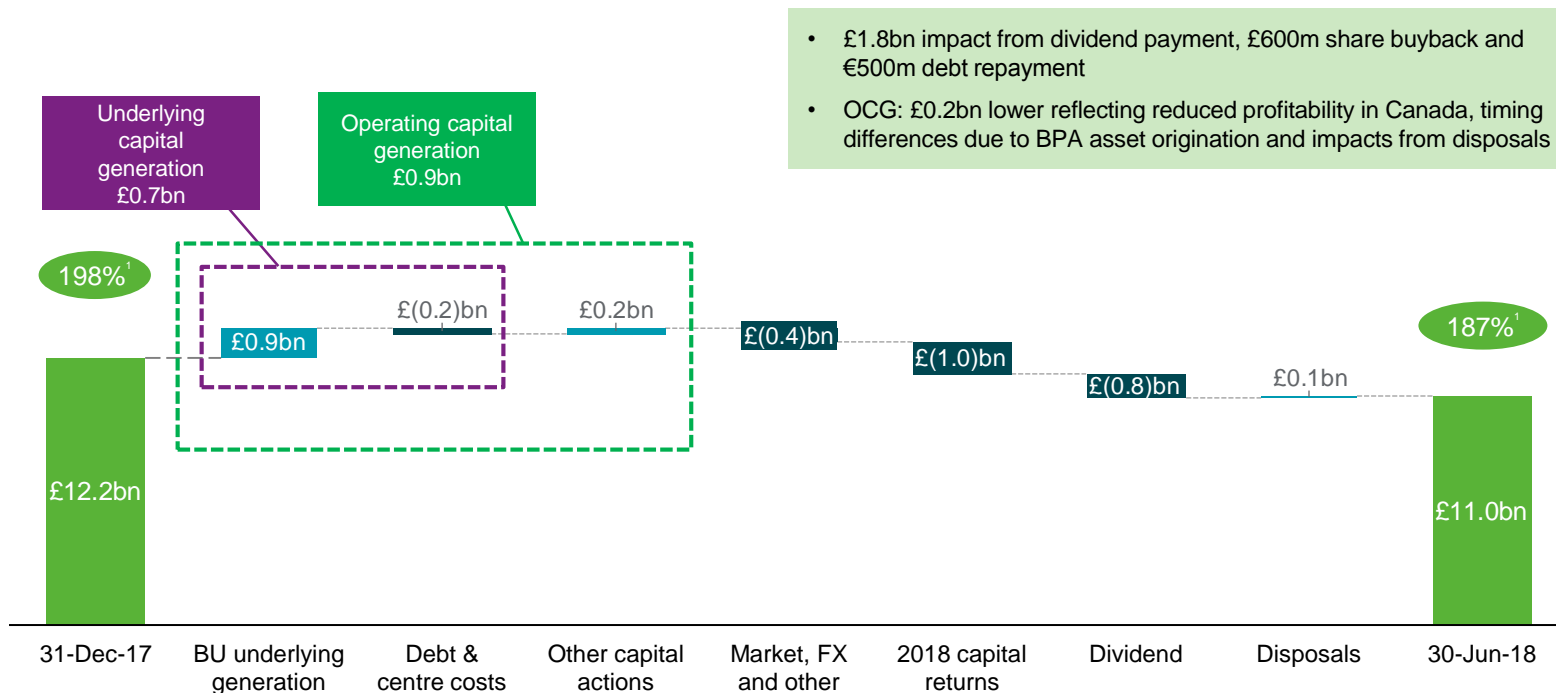 • £1.8bn impact from dividend payment, £600m share buyback and
€500m debt repayment
• OCG: £0.2bn lower reflecting reduced profitability in Canada, timing
differences due to BPA asset origination and impacts from disposals
Underlying
capital
generation
£0.7bn
Operating capital
generation
£0.9bn
198%¹
£12.2bn
£0.9bn
£(0.2)bn
£0.2bn
£(0.4)bn
£(1.0)bn
£(0.8)bn
£0.1bn
187%¹
£11.0bn
31-Dec-17
BU underlying
generation
Debt &
centre costs
Other capital
actions
Market, FX
and other
2018 capital
returns
Dividend
Disposals
30-Jun-18